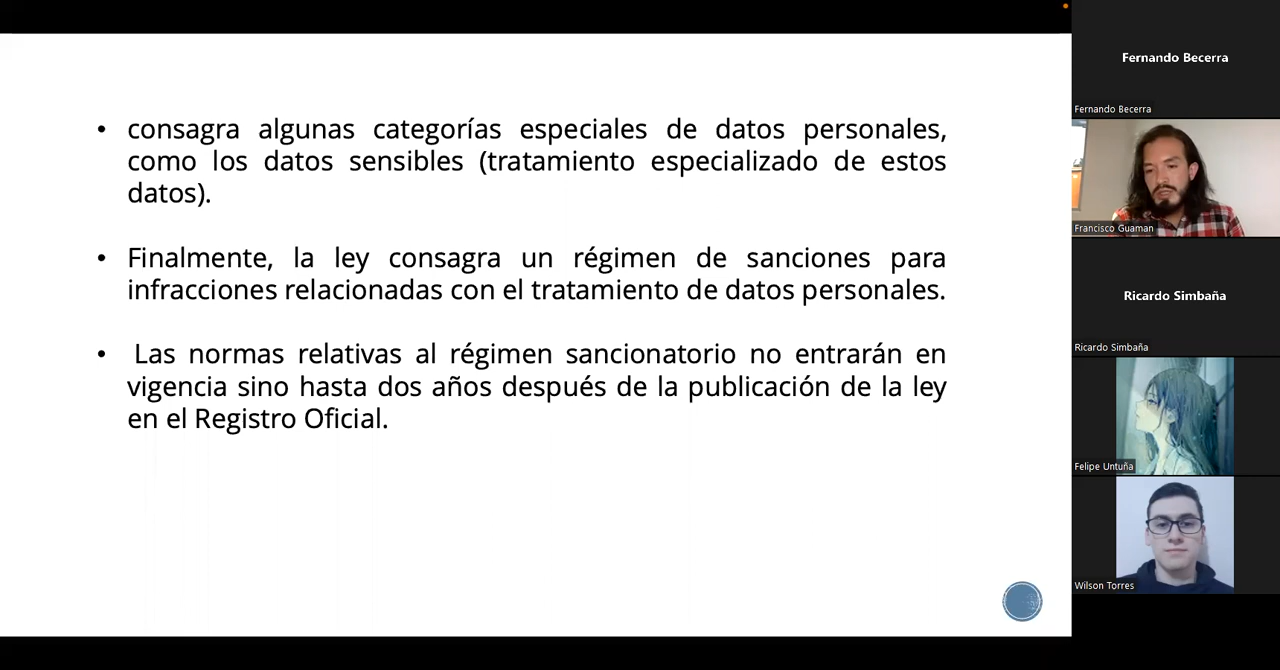 • consagra algunas categorías especiales de datos personales,
como los datos sensibles (tratamiento especializado de estos
datos).
• Finalmente, la ley consagra un régimen de sanciones para
infracciones relacionadas con el tratamiento de datos personales.
• Las normas relativas al régimen sancionatorio no entrarán en
vigencia sino hasta dos años después de la publicación de la ley
en el Registro Oficial.
Fernando Becerra
Fernando Becerra
Francisco Guaman
Ricardo Simbaña
Ricardo Simbaña
Felipe Untuña
Wilson Torres